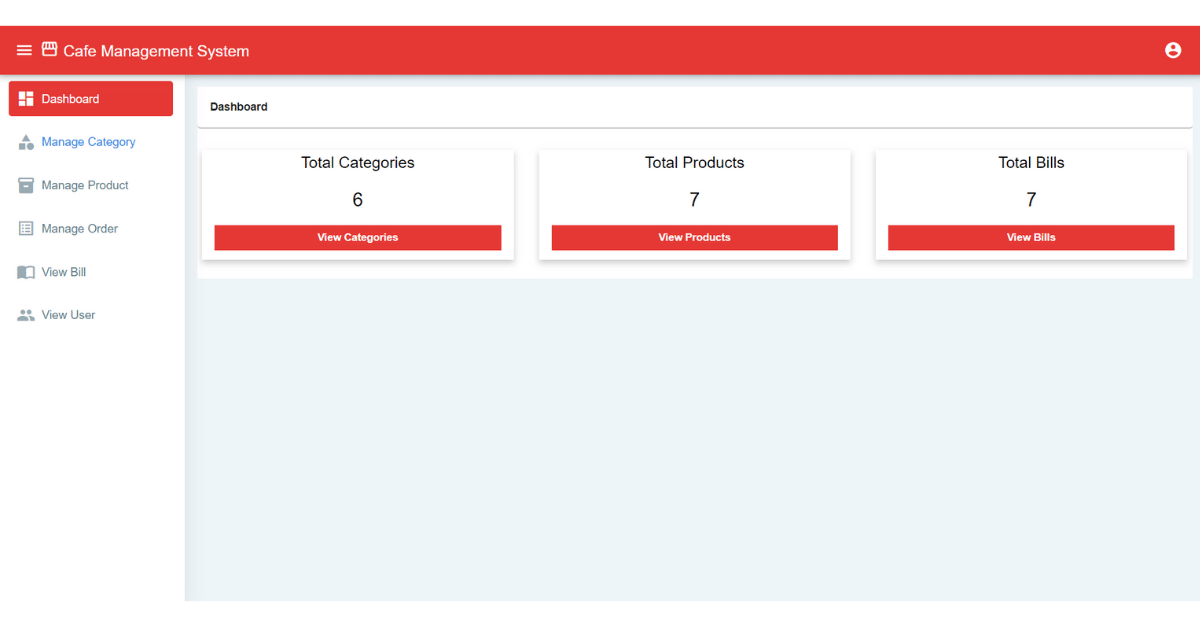 Cafe Management System
Dashboard
Manage Category
Manage Product
Manage Order
View Bill
View User
Dashboard
Total Categories
6
View Categories
Total Products
7
View Products
Total Bills
7
View Bills